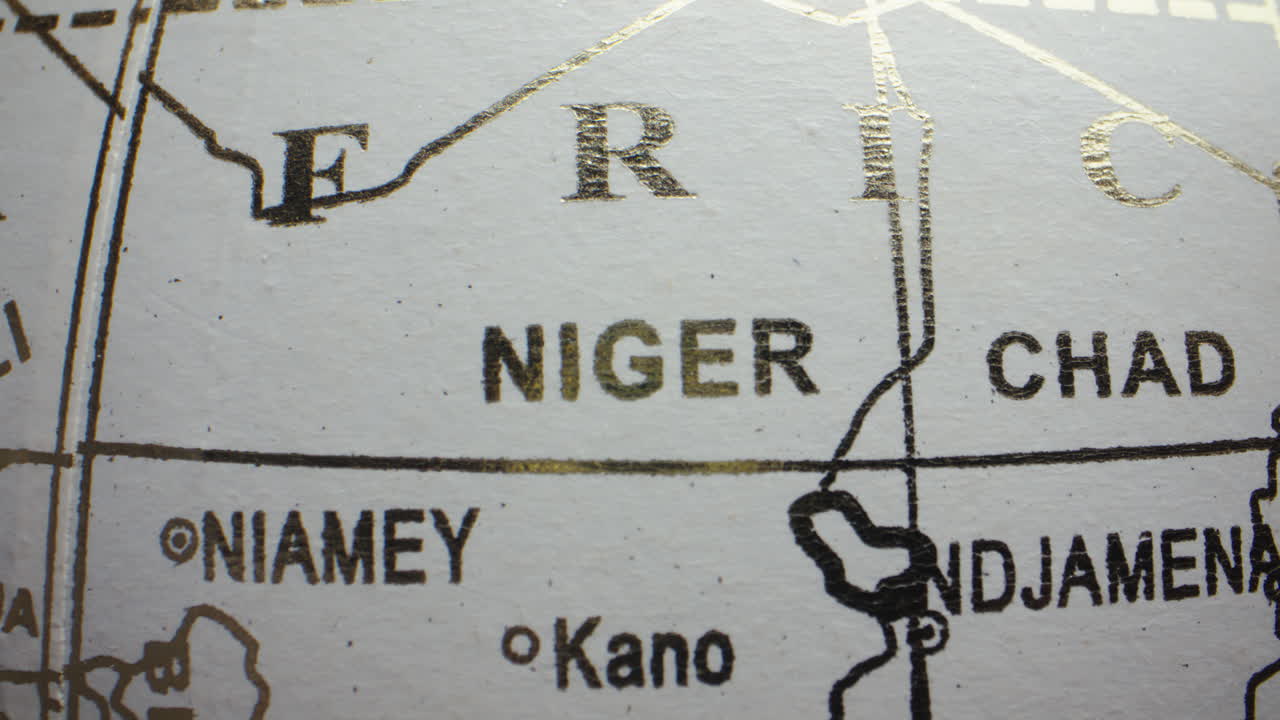 F R I C
NIGER CHAD
NIAMEY NDJAMENA
Kano